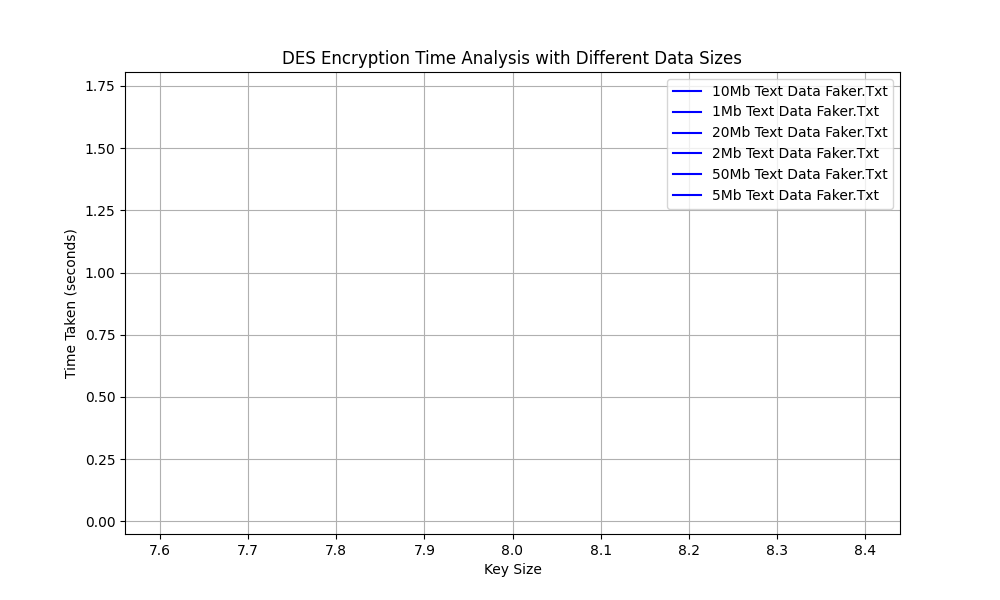 DES Encryption Time Analysis with Different Data Sizes
1.75
1.50
1.25
1.00
0.75
0.50
0.25
0.00
Time Taken (seconds)
10Mb Text Data Faker.Txt
1Mb Text Data Faker.Txt
20Mb Text Data Faker.Txt
2Mb Text Data Faker.Txt
50Mb Text Data Faker.Txt
5Mb Text Data Faker.Txt
7.6 7.7 7.8 7.9 8.0 8.1 8.2 8.3 8.4
Key Size